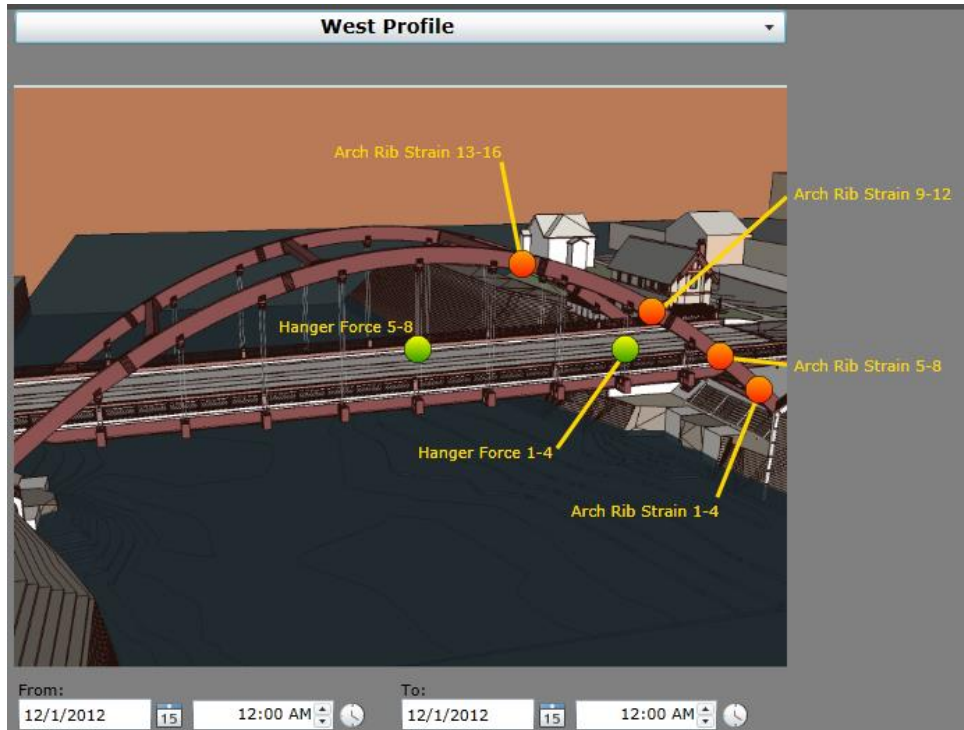 West Profile
Arch Rib Strain 13-16
Arch Rib Strain 9-12
Hanger Force 5-8
Arch Rib Strain 5-8
Hanger Force 1-4
Arch Rib Strain 1-4
From:
To:
12/1/2012
15
12:00 AM
12/1/2012
15
12:00 AM